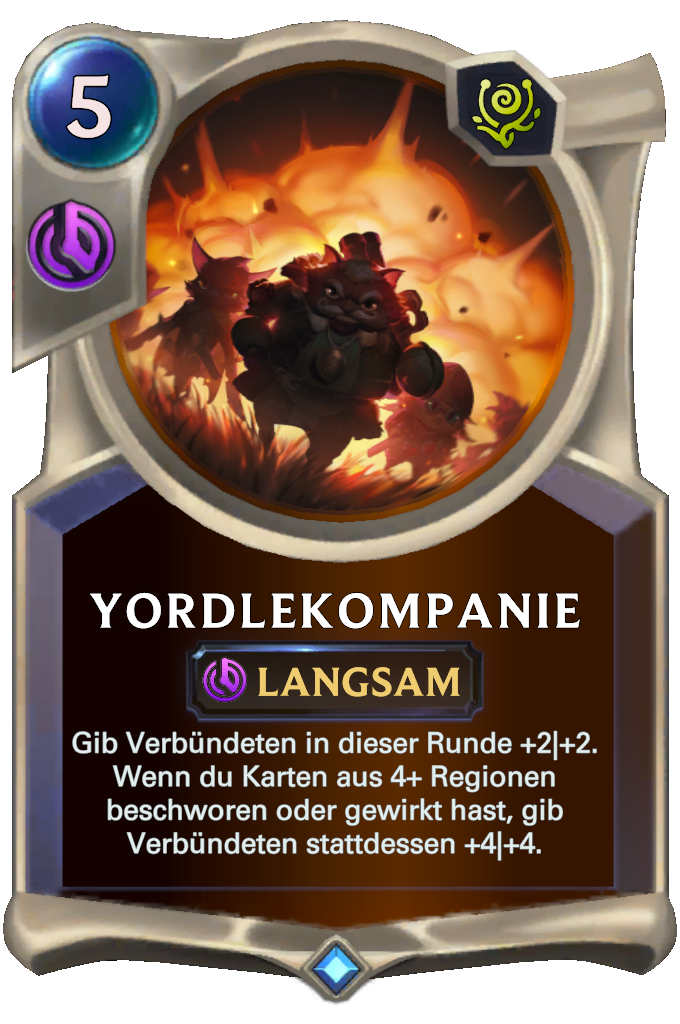 5
YORDLEKOMPANIE
LANGSAM
Gib Verbündeten in dieser Runde +2|+2.
Wenn du Karten aus 4+ Regionen
beschworen oder gewirkt hast, gib
Verbündeten stattdessen +4|+4.